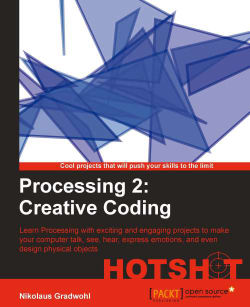 Cool projects that will push your skills to the limit
Processing 2:
Creative Coding
Learn Processing with exciting and engaging projects to make
your computer talk, see, hear, express emotions, and even
design physical objects
HOTSHOT
Nikolaus Gradwohl
[PACKT] open source
PUBLISHING